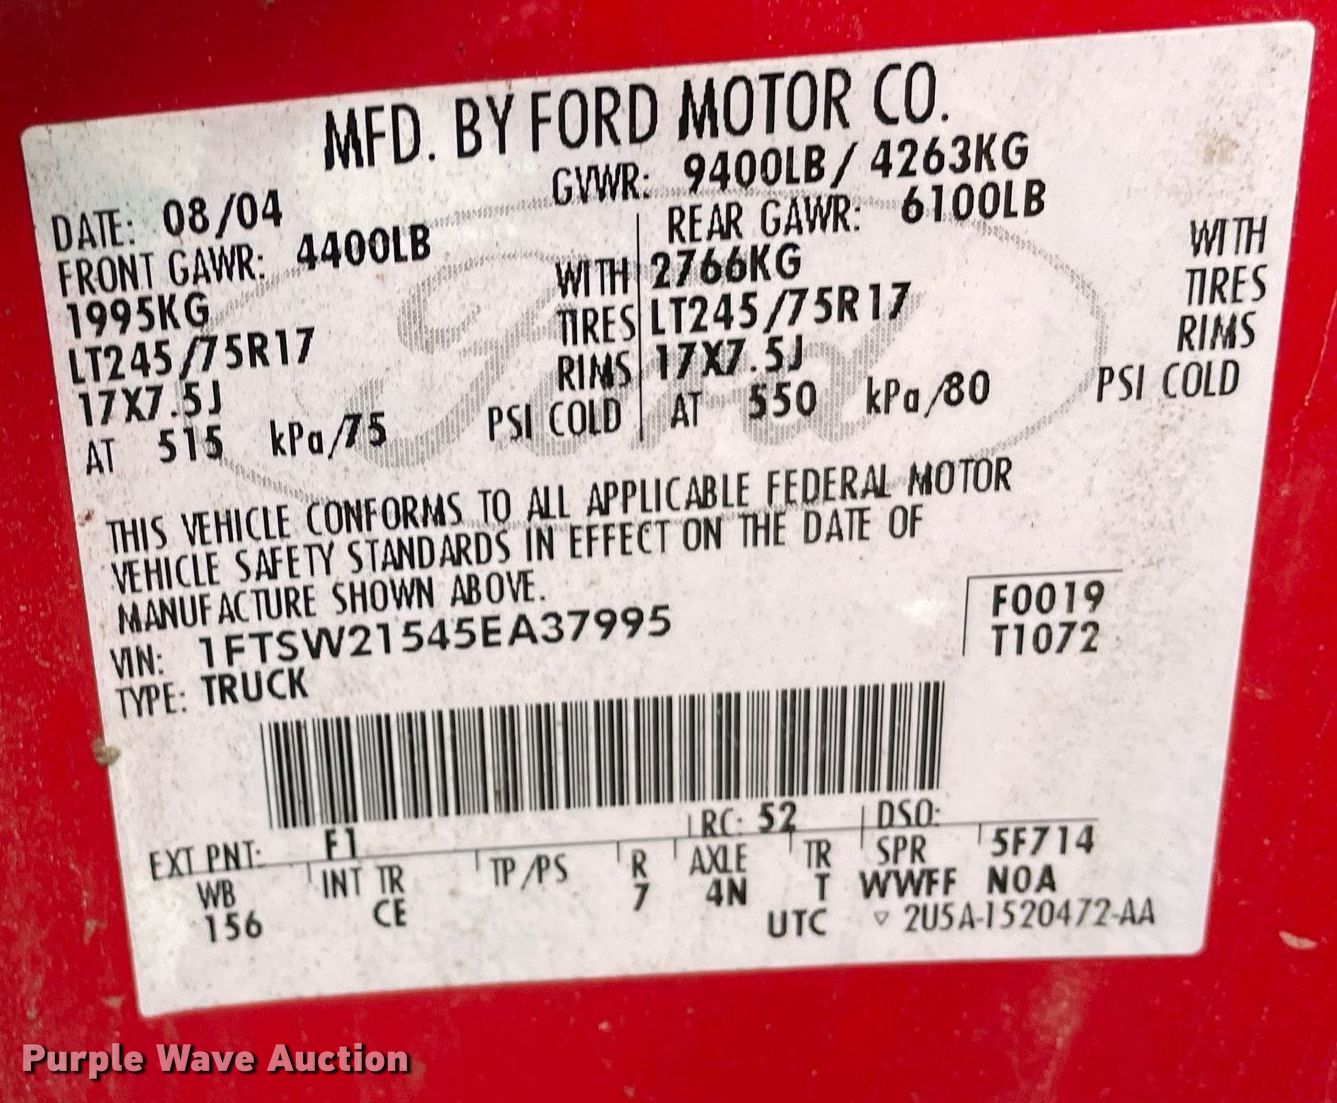 MFD. BY FORD MOTOR CO.
DATE: 08/04 GVWR: 9400LB/ 4263KG
FRONT GAWR: 4400LB REAR GAWR: 6100LB
1995KG WITH 2766KG WITH
LT245/75R17 TIRES LT245/75R17 TIRES
17X7.5J RIMS 17X7.5J RIMS
AT 515 kPa/75 PSI COLD AT 550 kPa/80 PSI COLD
Ford
THIS VEHICLE CONFORMS TO ALL APPLICABLE FEDERAL MOTOR
VEHICLE SAFETY STANDARDS IN EFFECT ON THE DATE OF
MANUFACTURE SHOWN ABOVE.
VIN: 1FTSW21545EA37995 F0019
TYPE: TRUCK T1072
EXT PNT: F1 RC: 52 DSO:
WB INT TR TP/PS R AXLE TR SPR 5F714
156 CE 7 4N T WWFF NOA
UTC ▽ 2U5A-1520472-AA
Purple Wave Auction